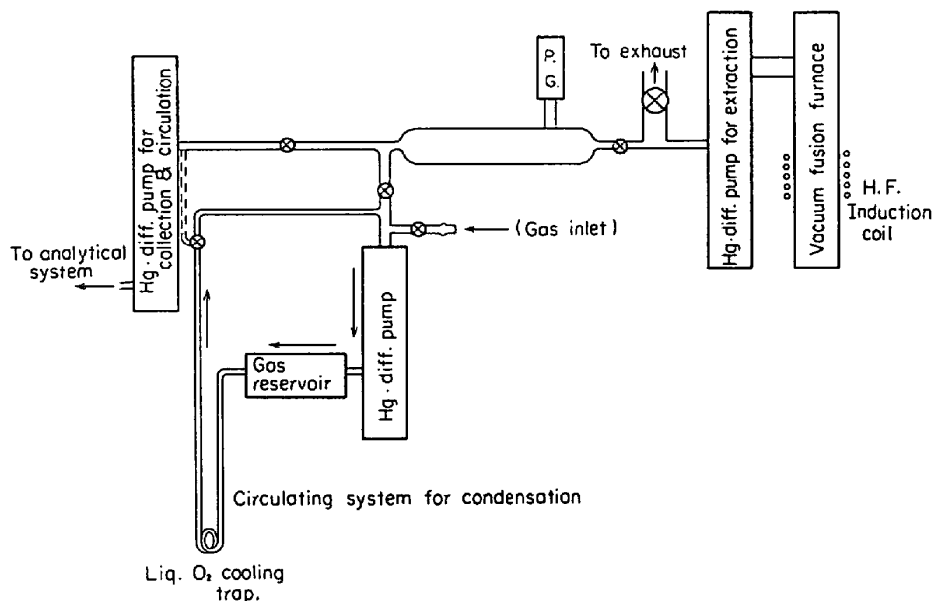 Hg·diff. pump for
collection & circulation
To analytical
system
P.
G.
To exhaust
Hg·diff. pump for extraction
Vacuum fusion furnace
H.F.
Induction
coil
(Gas inlet)
Hg·diff. pump
Gas
reservoir
Circulating system for condensation
Liq. O₂ cooling
trap.